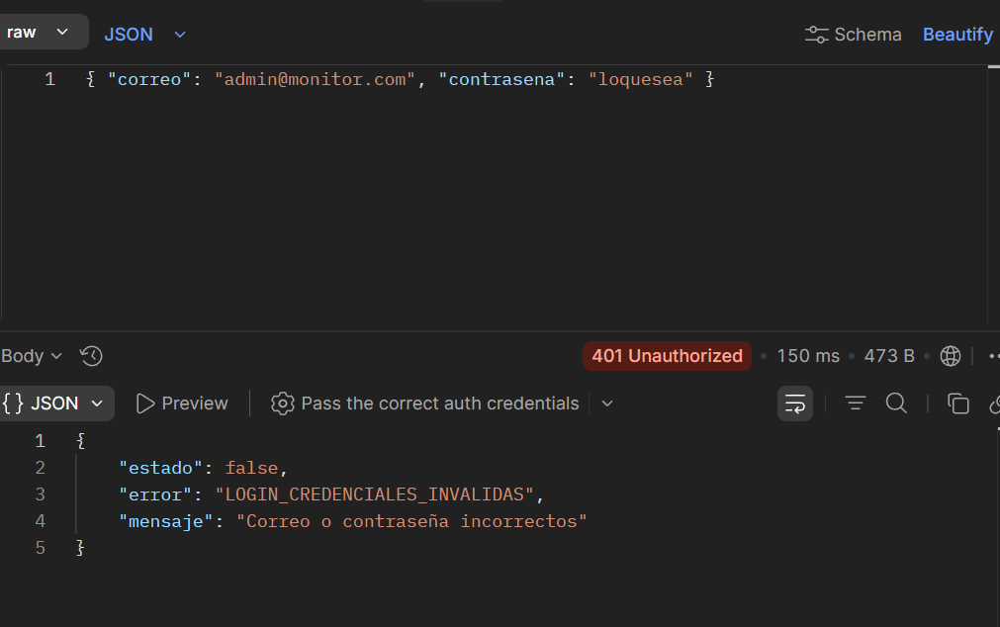 raw JSON Schema Beautify
1 { "correo": "admin@monitor.com", "contrasena": "loquesea" }
Body 401 Unauthorized • 150 ms • 473 B •
{} JSON Preview Pass the correct auth credentials
1 {
2 "estado": false,
3 "error": "LOGIN_CREDENCIALES_INVALIDAS",
4 "mensaje": "Correo o contraseña incorrectos"
5 }